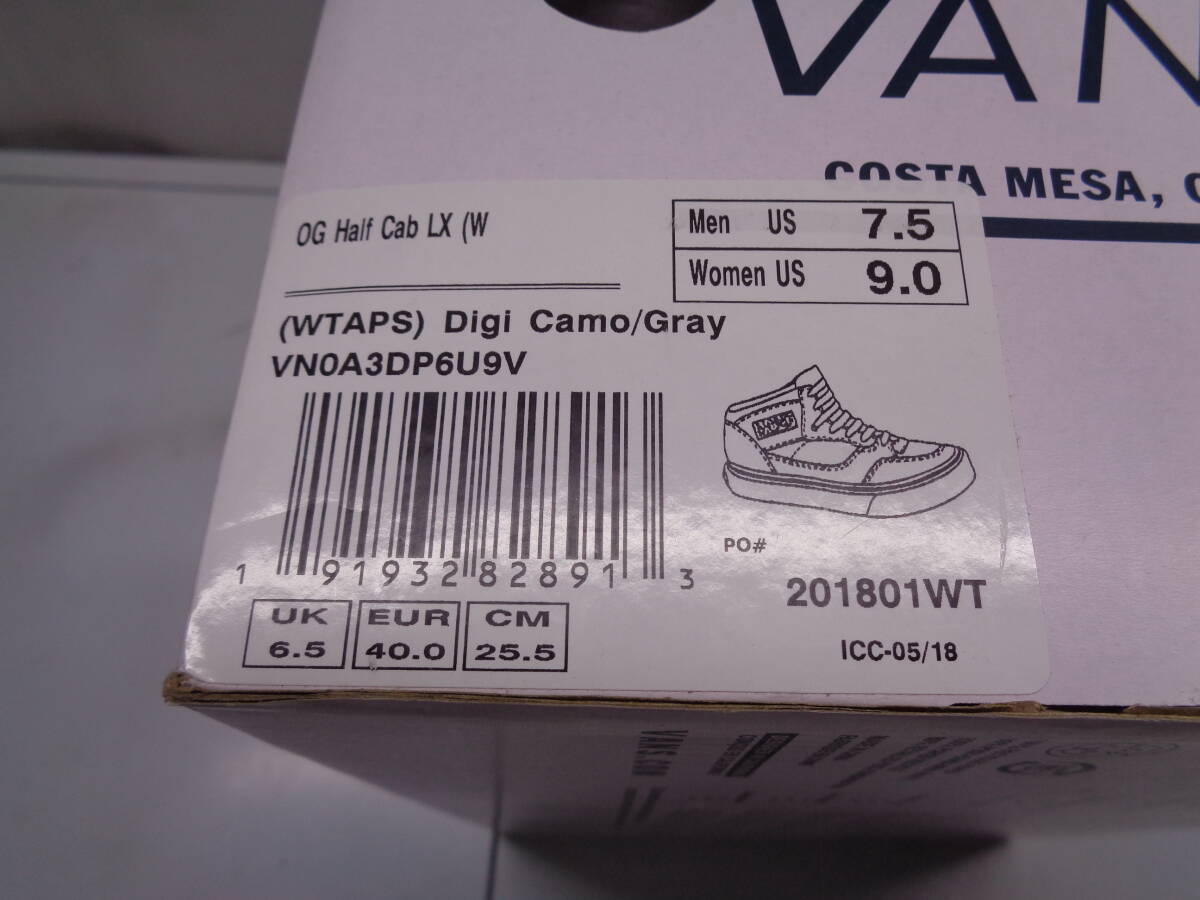 VAN
COSTA MESA, C
OG Half Cab LX (W
Men US 7.5
Women US 9.0
(WTAPS) Digi Camo/Gray
VN0A3DP6U9V
1 91932 82891 3
PO#
201801WT
UK EUR CM
6.5 40.0 25.5
ICC-05/18
VANS.COM